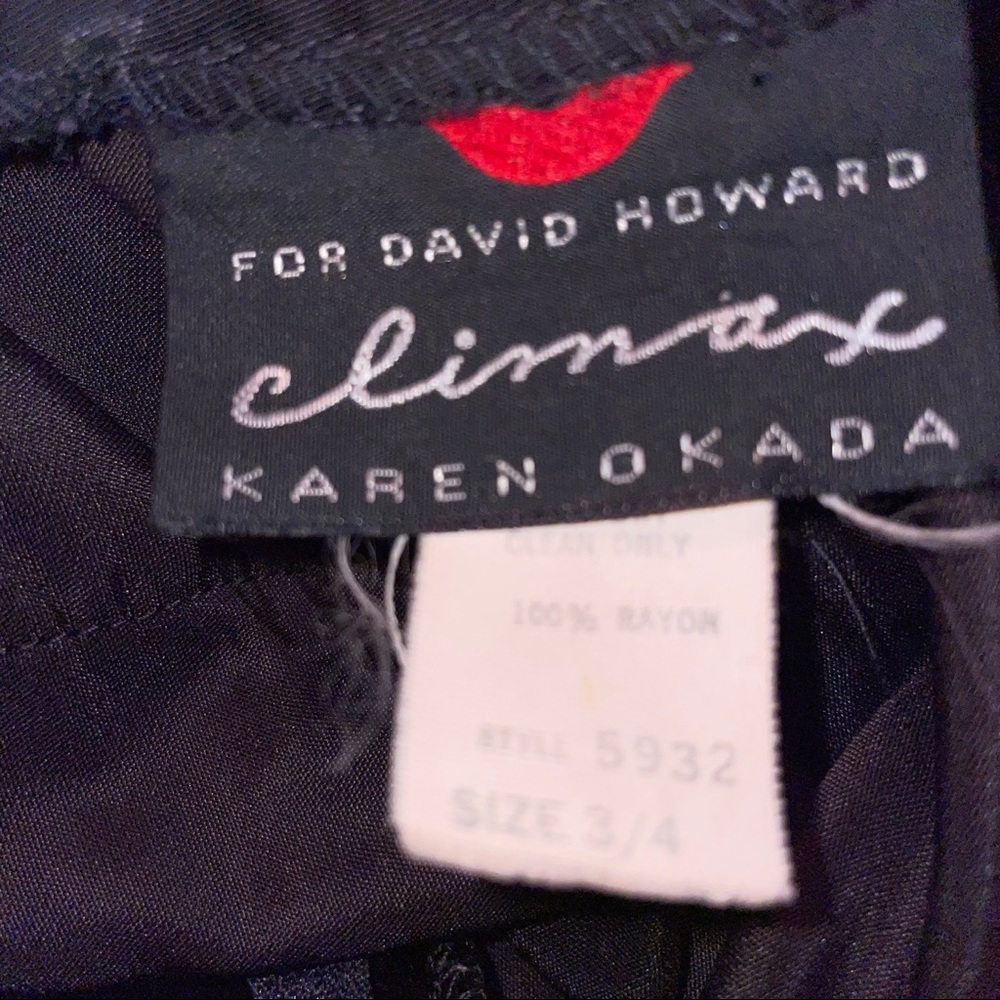 FOR DAVID HOWARD
climax
KAREN OKADA
CLEAN ONLY
100% RAYON
STYLE 5932
SIZE 3/4